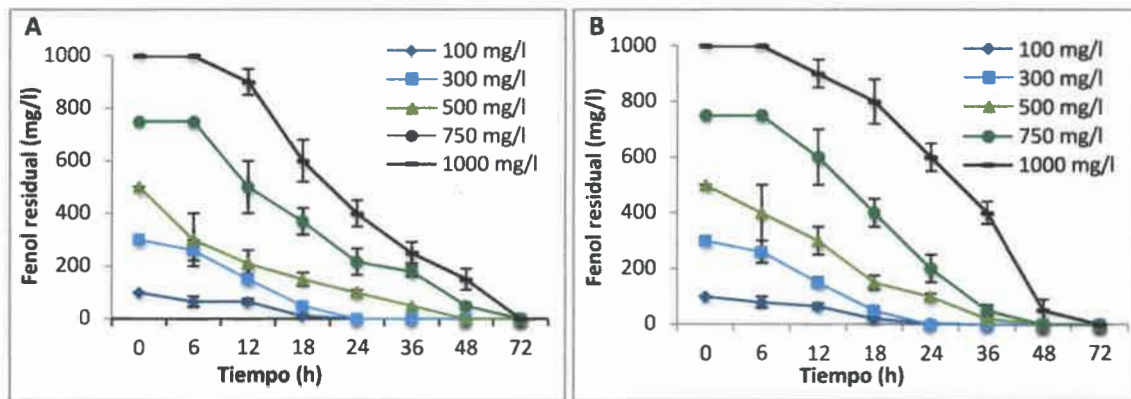 A
Fenol residual (mg/l)
1000
800
600
400
200
0
100 mg/l
300 mg/l
500 mg/l
750 mg/l
1000 mg/l
0 6 12 18 24 36 48 72
Tiempo (h)
B
Fenol residual (mg/l)
1000
800
600
400
200
0
100 mg/l
300 mg/l
500 mg/l
750 mg/l
1000 mg/l
0 6 12 18 24 36 48 72
Tiempo (h)